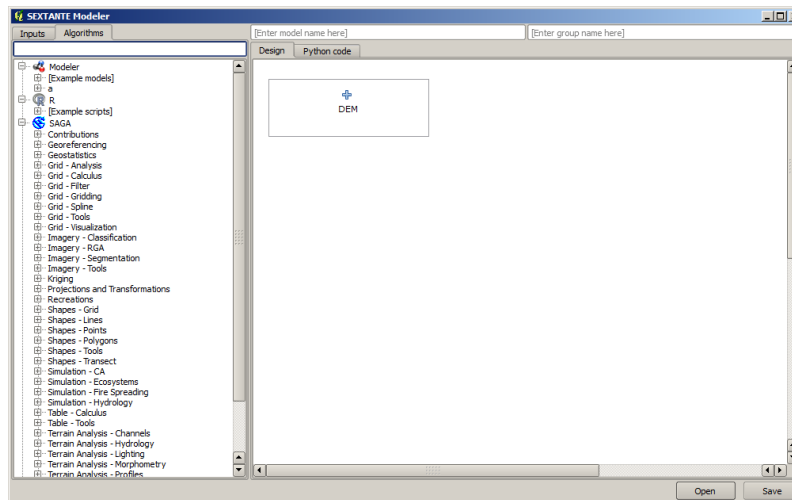 SEXTANTE Modeler
Inputs Algorithms
[Enter model name here] [Enter group name here]
Design Python code
Modeler
[Example models]
a
R
[Example scripts]
SAGA
Contributions
Georeferencing
Geostatistics
Grid - Analysis
Grid - Calculus
Grid - Filter
Grid - Gridding
Grid - Spline
Grid - Tools
Grid - Visualization
Imagery - Classification
Imagery - RGA
Imagery - Segmentation
Imagery - Tools
Kriging
Projections and Transformations
Recreations
Shapes - Grid
Shapes - Lines
Shapes - Points
Shapes - Polygons
Shapes - Tools
Shapes - Transect
Simulation - CA
Simulation - Ecosystems
Simulation - Fire Spreading
Simulation - Hydrology
Table - Calculus
Table - Tools
Terrain Analysis - Channels
Terrain Analysis - Hydrology
Terrain Analysis - Lighting
Terrain Analysis - Morphometry
Terrain Analysis - Profiles
DEM
Open Save